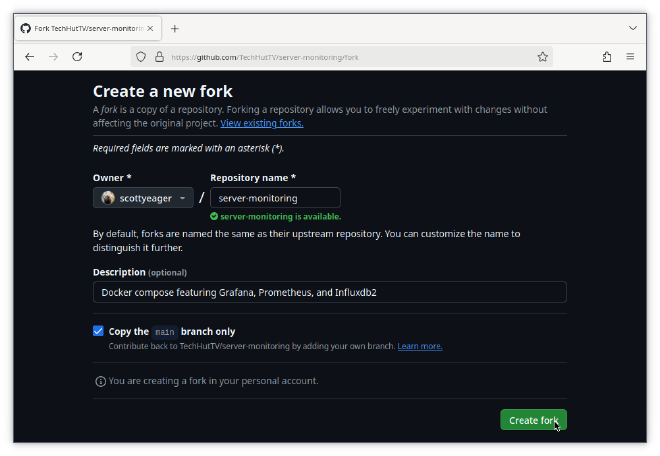 Fork TechHutTV/server-monitorin
https://github.com/TechHutTV/server-monitoring/fork
Create a new fork
A fork is a copy of a repository. Forking a repository allows you to freely experiment with changes without
affecting the original project. View existing forks.
Required fields are marked with an asterisk (*).
Owner * Repository name *
scottyeager / server-monitoring
server-monitoring is available.
By default, forks are named the same as their upstream repository. You can customize the name to
distinguish it further.
Description (optional)
Docker compose featuring Grafana, Prometheus, and Influxdb2
Copy the main branch only
Contribute back to TechHutTV/server-monitoring by adding your own branch. Learn more.
You are creating a fork in your personal account.
Create fork